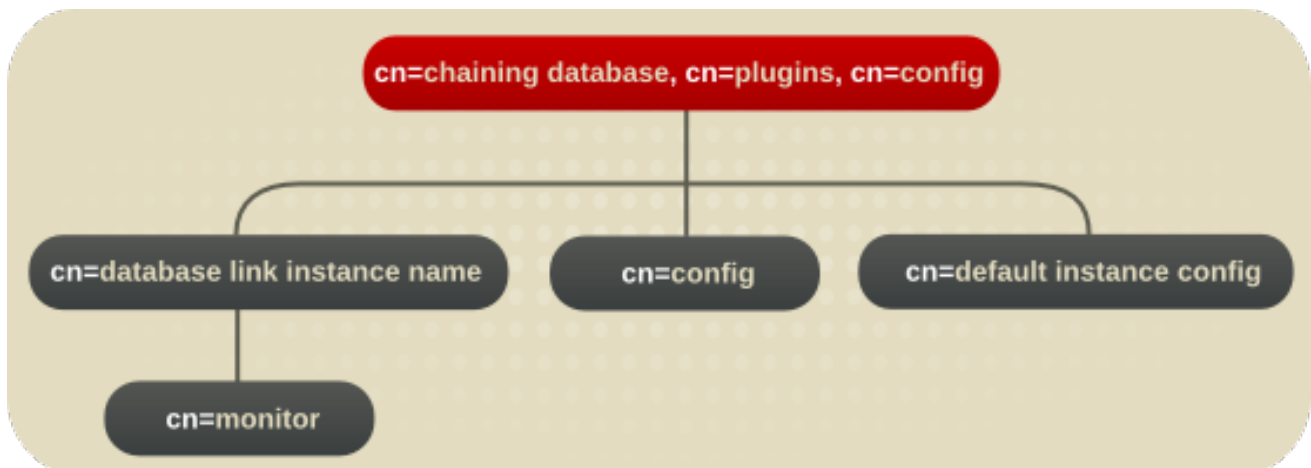 cn=chaining database, cn=plugins, cn=config
cn=database link instance name
cn=config
cn=default instance config
cn=monitor